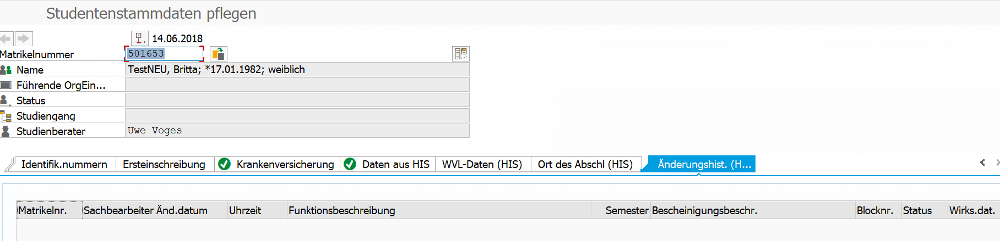 Studentenstammdaten pflegen
14.06.2018
Matrikelnummer 501653
Name TestNEU, Britta; *17.01.1982; weiblich
Führende OrgEin...
Status
Studiengang
Studienberater Uwe Voges
Identifik.nummern Ersteinschreibung Krankenversicherung Daten aus HIS WVL-Daten (HIS) Ort des Abschl (HIS) Änderungshist. (H...
Matrikelnr. Sachbearbeiter Änd.datum Uhrzeit Funktionsbeschreibung Semester Bescheinigungsbeschr. Blocknr. Status Wirks.dat.